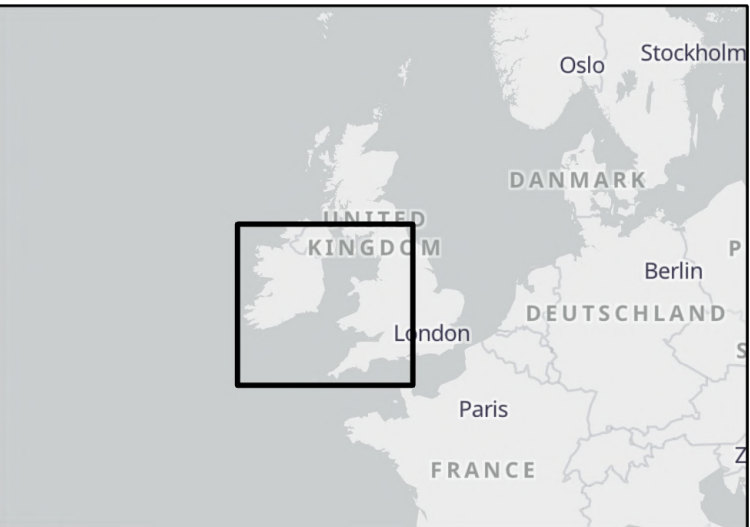 Oslo
Stockholm
DANMARK
UNITED
KINGDOM
P
Berlin
DEUTSCHLAND
London
S
Paris
Z
FRANCE